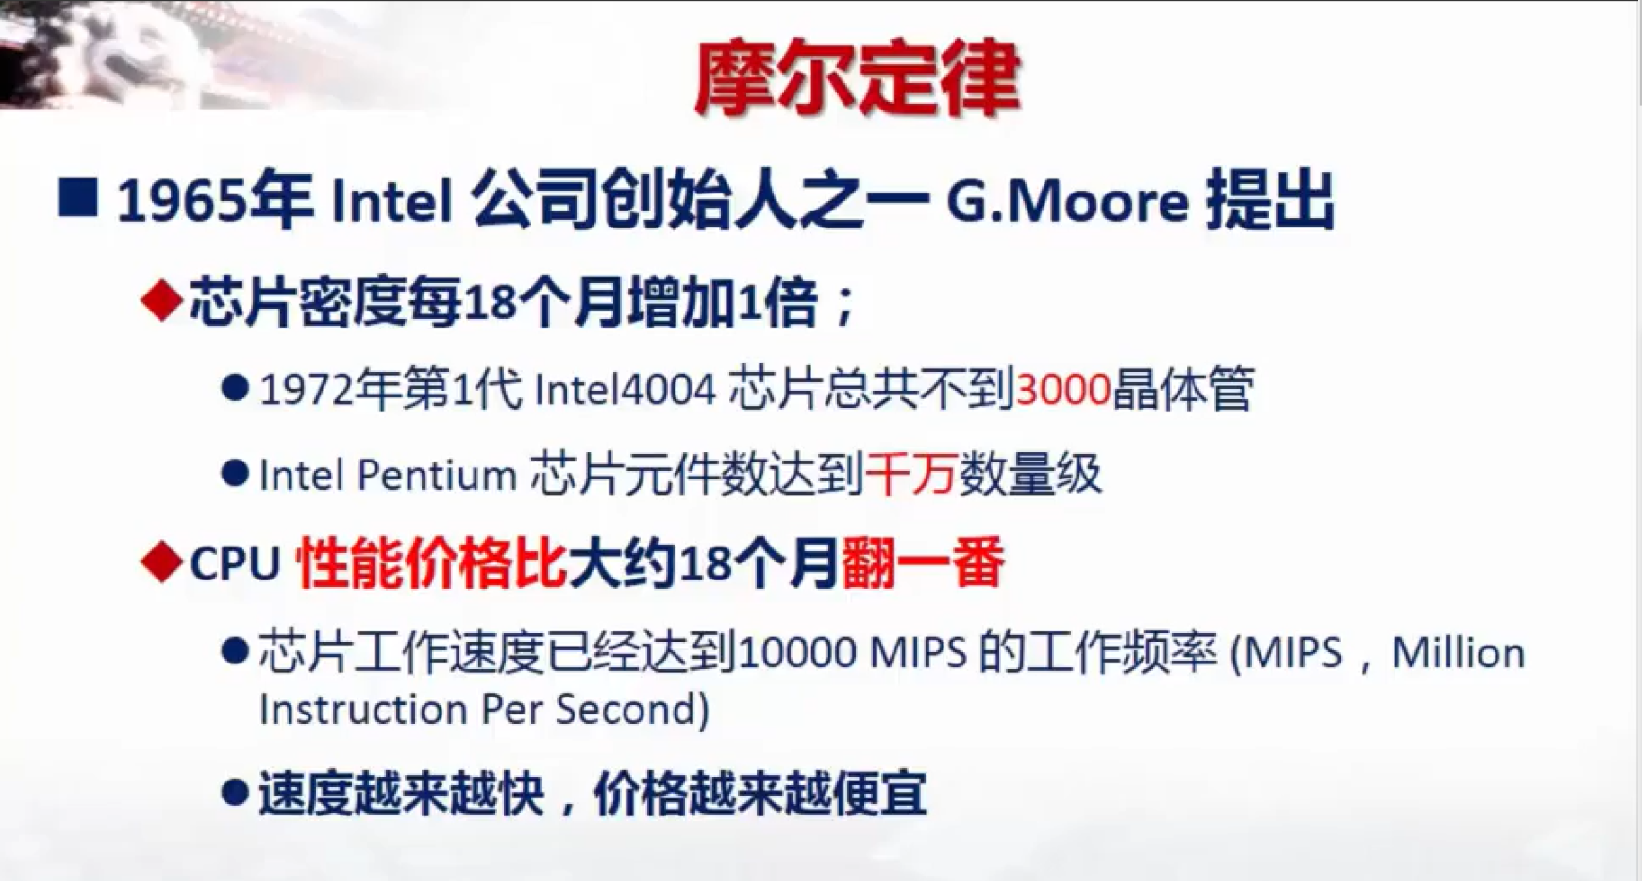 摩尔定律
1965年 Intel 公司创始人之一 G.Moore 提出
芯片密度每18个月增加1倍；
1972年第1代 Intel4004 芯片总共不到3000晶体管
Intel Pentium 芯片元件数达到千万数量级
CPU 性能价格比大约18个月翻一番
芯片工作速度已经达到10000 MIPS 的工作频率 (MIPS，Million
Instruction Per Second)
速度越来越快，价格越来越便宜